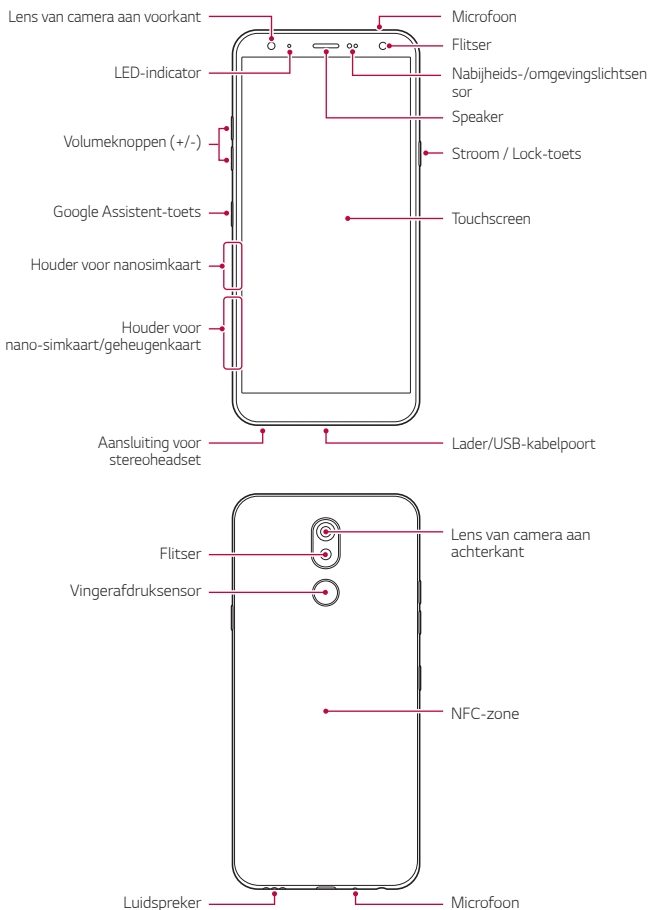 Lens van camera aan voorkant
Microfoon
Flitser
LED-indicator
Nabijheids-/omgevingslichtsen
sor
Speaker
Volumeknoppen (+/-)
Stroom / Lock-toets
Google Assistent-toets
Touchscreen
Houder voor nanosimkaart
Houder voor
nano-simkaart/geheugenkaart
Aansluiting voor
stereoheadset
Lader/USB-kabelpoort
Lens van camera aan
achterkant
Flitser
Vingerafdruksensor
NFC-zone
Luidspreker
Microfoon